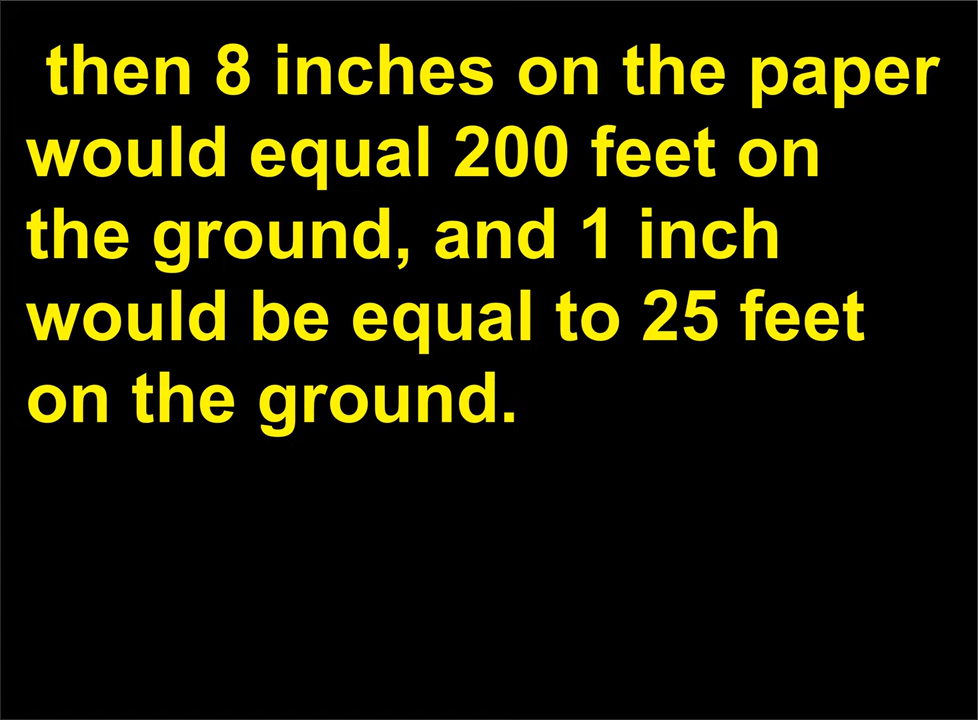 then 8 inches on the paper
would equal 200 feet on
the ground, and 1 inch
would be equal to 25 feet
on the ground.